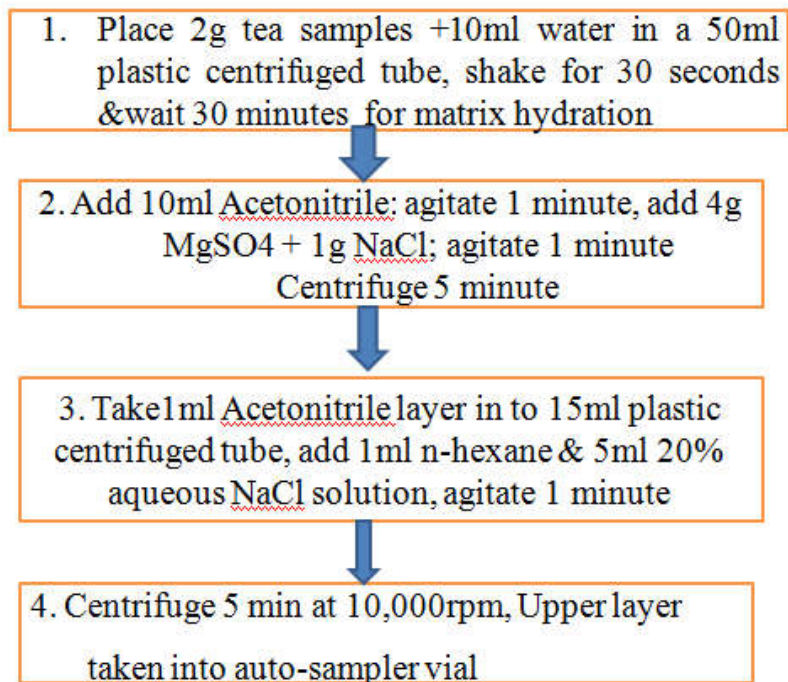 1. Place 2g tea samples +10ml water in a 50ml
plastic centrifuged tube, shake for 30 seconds
&wait 30 minutes for matrix hydration
2. Add 10ml Acetonitrile: agitate 1 minute, add 4g
MgSO4 + 1g NaCl; agitate 1 minute
Centrifuge 5 minute
3. Take1ml Acetonitrile layer in to 15ml plastic
centrifuged tube, add 1ml n-hexane & 5ml 20%
aqueous NaCl solution, agitate 1 minute
4. Centrifuge 5 min at 10,000rpm, Upper layer
taken into auto-sampler vial